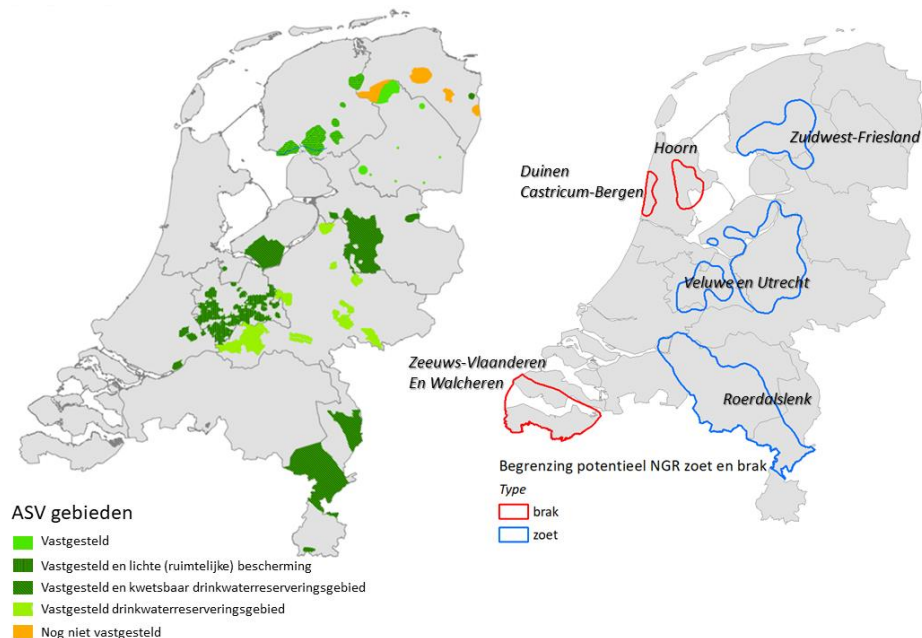 ASV gebieden
Vastgesteld
Vastgesteld en lichte (ruimtelijke) bescherming
Vastgesteld en kwetsbaar drinkwaterreserveringsgebied
Vastgesteld drinkwaterreserveringsgebied
Nog niet vastgesteld
Zuidwest-Friesland
Hoorn
Duinen
Castricum-Bergen
Veluwe en Utrecht
Zeeuws-Vlaanderen
En Walcheren
Roerdalslenk
Begrenzing potentieel NGR zoet en brak
Type
brak
zoet